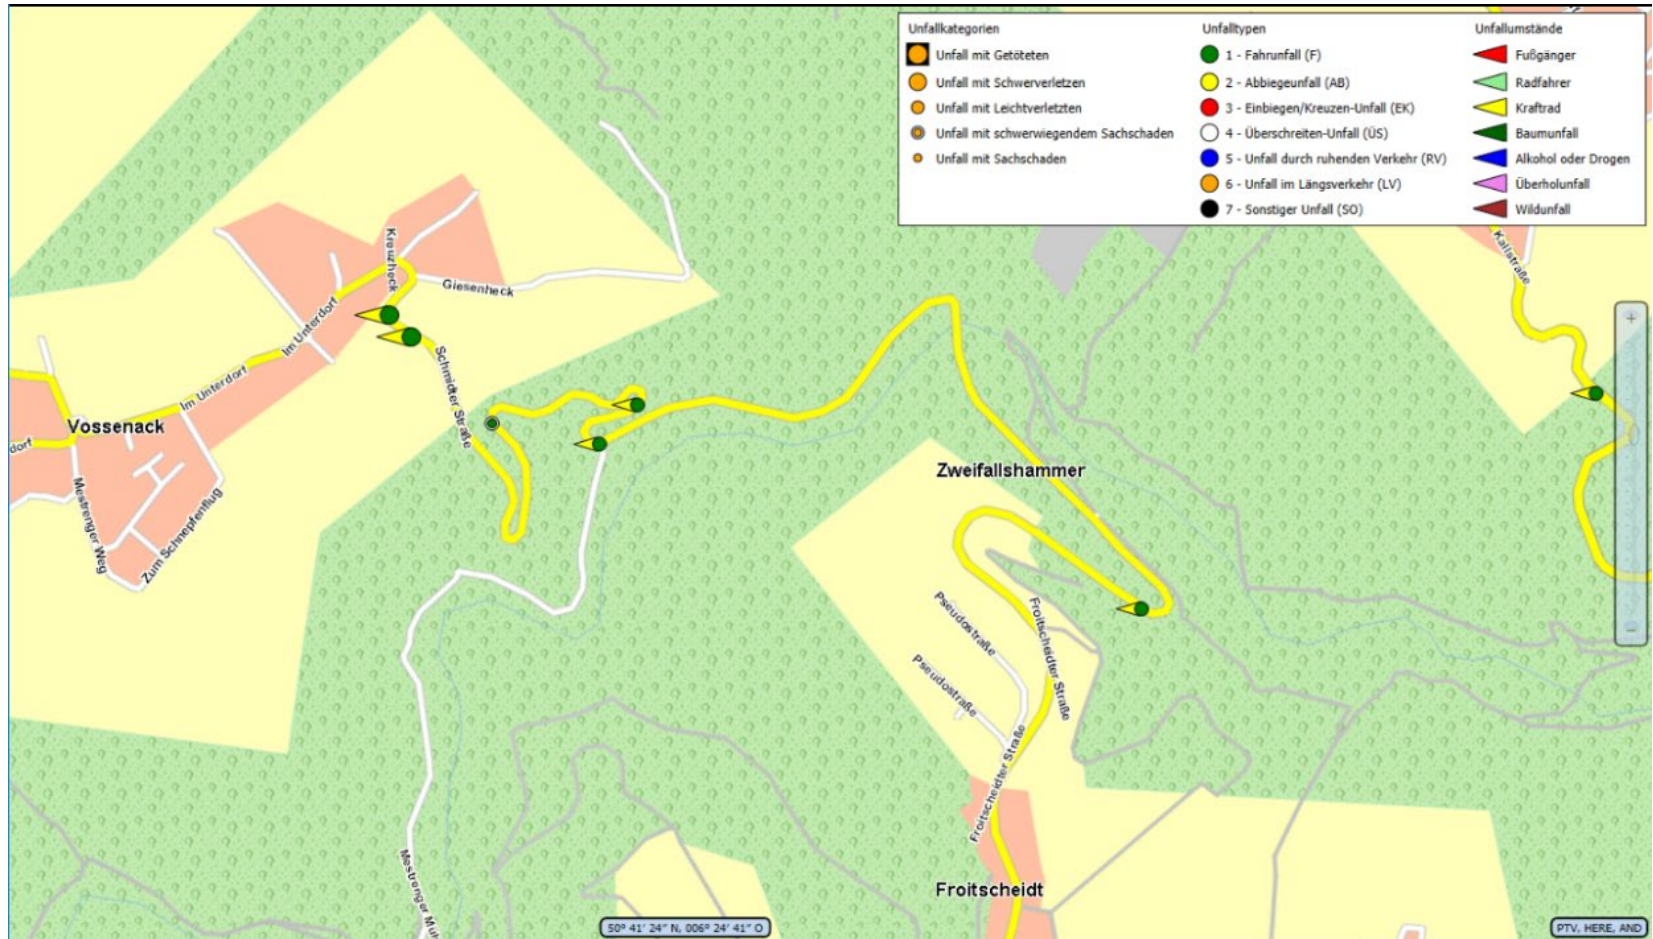 Unfallkategorien
Unfall mit Getöteten
Unfall mit Schwerverletzen
Unfall mit Leichtverletzten
Unfall mit schwerwiegendem Sachschaden
Unfall mit Sachschaden
Unfalltypen
1 - Fahrunfall (F)
2 - Abbiegeunfall (AB)
3 - Einbiegen/Kreuzen-Unfall (EK)
4 - Überschreiten-Unfall (ÜS)
5 - Unfall durch ruhenden Verkehr (RV)
6 - Unfall im Längsverkehr (LV)
7 - Sonstiger Unfall (SO)
Unfallumstände
Fußgänger
Radfahrer
Kraftrad
Baumunfall
Alkohol oder Drogen
Überholunfall
Wildunfall
Kreuzheck
Giesenheck
Kallstraße
Im Unterdorf
Im Unterdorf
Schmidter Straße
Vossenack
dorf
Mestrenger Weg
Zum Schnepfenflug
Zweifallshammer
Pseudostraße
Pseudostraße
Froitscheidter Straße
Froitscheidter Straße
Froitscheidt
Mestrenger Müh
50° 41' 24" N, 006° 24' 41" O
PTV, HERE, AND
+
−